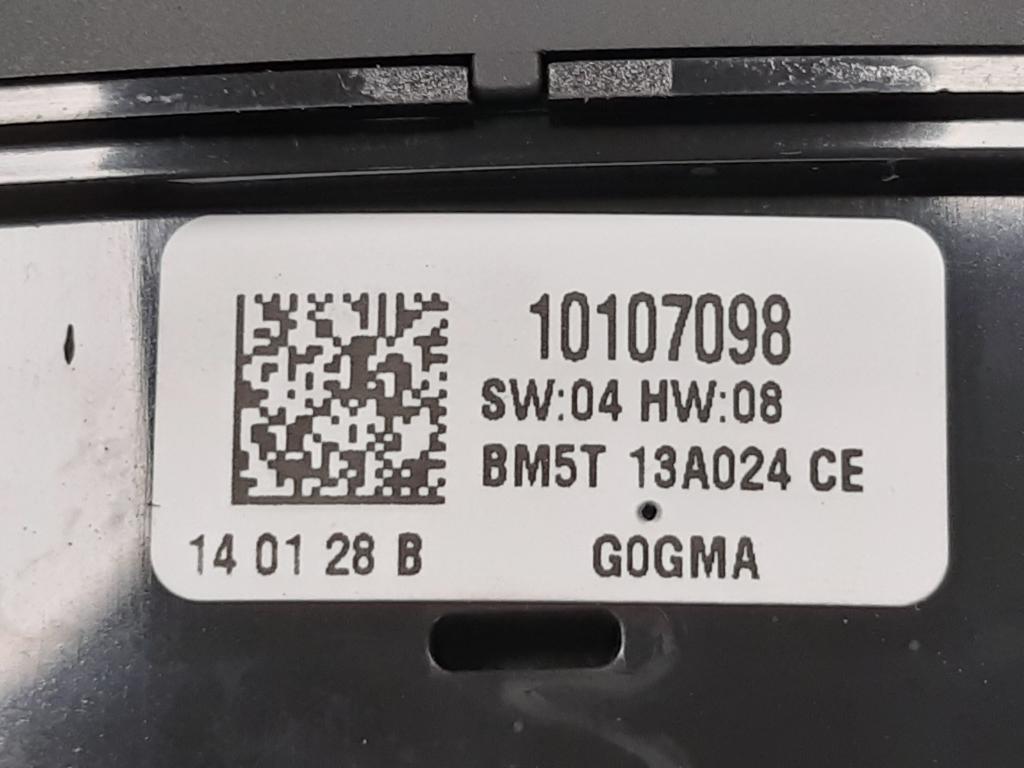 10107098
SW:04 HW:08
BM5T 13A024 CE
14 01 28 B
G0GMA